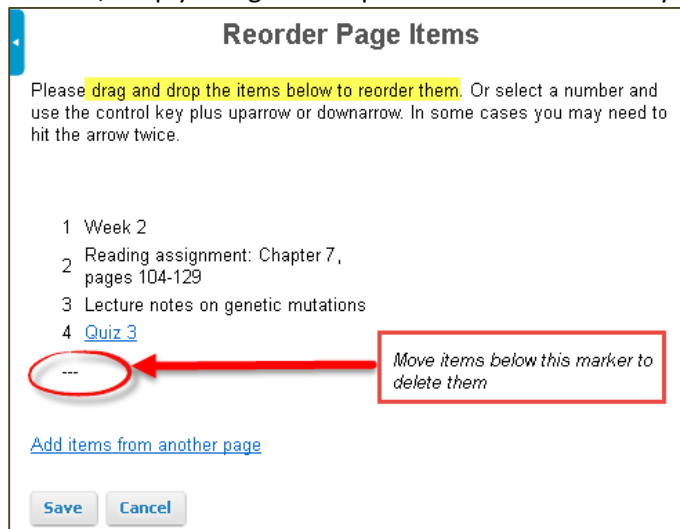 Reorder Page Items
Please drag and drop the items below to reorder them. Or select a number and
use the control key plus uparrow or downarrow. In some cases you may need to
hit the arrow twice.
1 Week 2
2 Reading assignment: Chapter 7,
pages 104-129
3 Lecture notes on genetic mutations
4 Quiz 3
---
Move items below this marker to
delete them
Add items from another page
Save Cancel